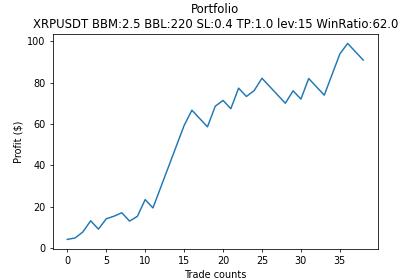 Portfolio
XRPUSDT BBM:2.5 BBL:220 SL:0.4 TP:1.0 lev:15 WinRatio:62.0
100
80
60
40
20
0
Profit ($)
0 5 10 15 20 25 30 35
Trade counts